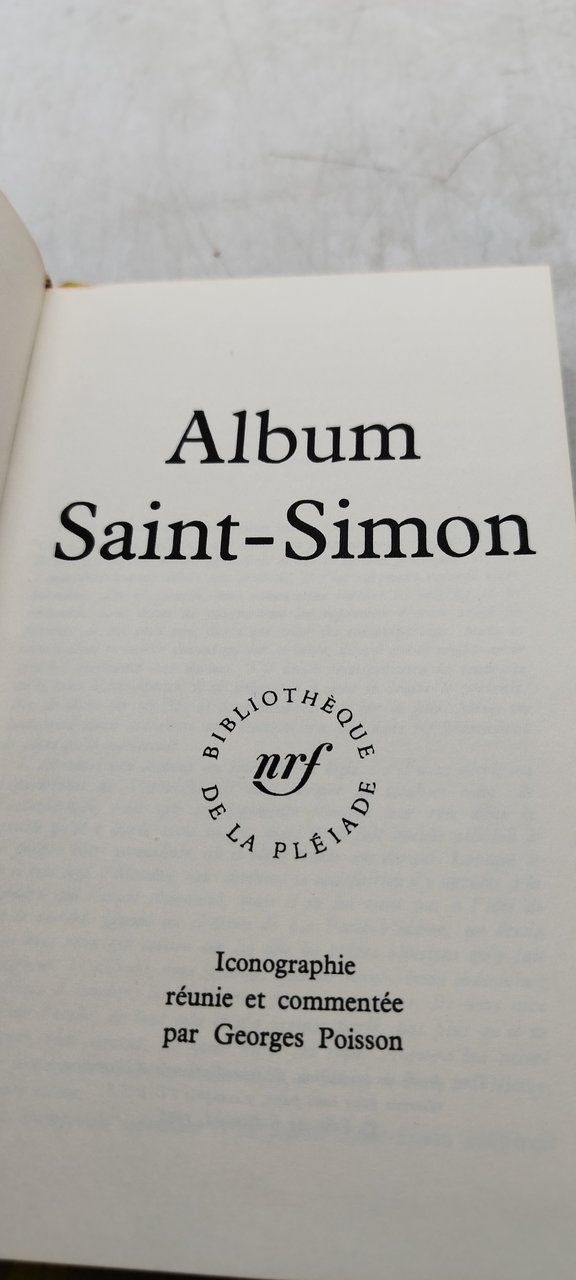 Album
Saint-Simon
BIBLIOTHÈQUE
nrf
DE LA PLÉIADE
Iconographie
réunie et commentée
par Georges Poisson